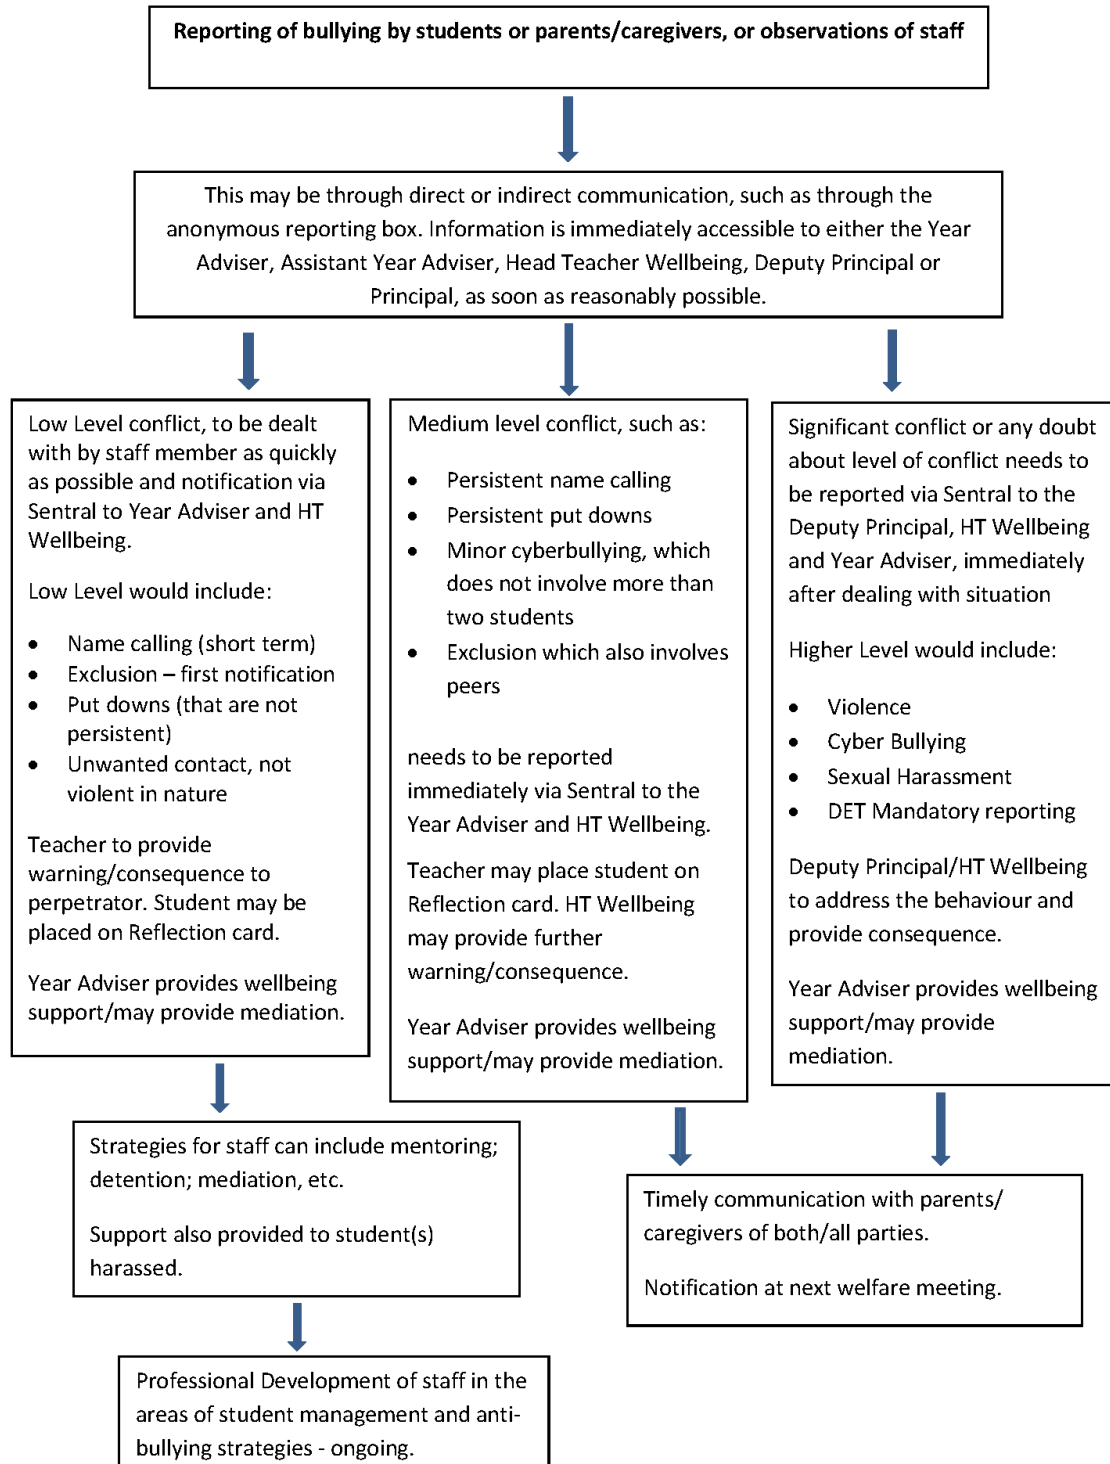 Reporting of bullying by students or parents/caregivers, or observations of staff
This may be through direct or indirect communication, such as through the
anonymous reporting box. Information is immediately accessible to either the Year
Adviser, Assistant Year Adviser, Head Teacher Wellbeing, Deputy Principal or
Principal, as soon as reasonably possible.
Low Level conflict, to be dealt
with by staff member as quickly
as possible and notification via
Sentral to Year Adviser and HT
Wellbeing.
Low Level would include:
• Name calling (short term)
• Exclusion – first notification
• Put downs (that are not
persistent)
• Unwanted contact, not
violent in nature
Teacher to provide
warning/consequence to
perpetrator. Student may be
placed on Reflection card.
Year Adviser provides wellbeing
support/may provide mediation.
Medium level conflict, such as:
• Persistent name calling
• Persistent put downs
• Minor cyberbullying, which
does not involve more than
two students
• Exclusion which also involves
peers
needs to be reported
immediately via Sentral to the
Year Adviser and HT Wellbeing.
Teacher may place student on
Reflection card. HT Wellbeing
may provide further
warning/consequence.
Year Adviser provides wellbeing
support/may provide mediation.
Significant conflict or any doubt
about level of conflict needs to
be reported via Sentral to the
Deputy Principal, HT Wellbeing
and Year Adviser, immediately
after dealing with situation
Higher Level would include:
• Violence
• Cyber Bullying
• Sexual Harassment
• DET Mandatory reporting
Deputy Principal/HT Wellbeing
to address the behaviour and
provide consequence.
Year Adviser provides wellbeing
support/may provide
mediation.
Strategies for staff can include mentoring;
detention; mediation, etc.
Support also provided to student(s)
harassed.
Timely communication with parents/
caregivers of both/all parties.
Notification at next welfare meeting.
Professional Development of staff in the
areas of student management and anti-
bullying strategies - ongoing.